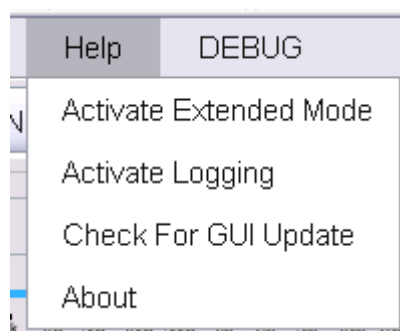 Help DEBUG
Activate Extended Mode
Activate Logging
Check For GUI Update
About